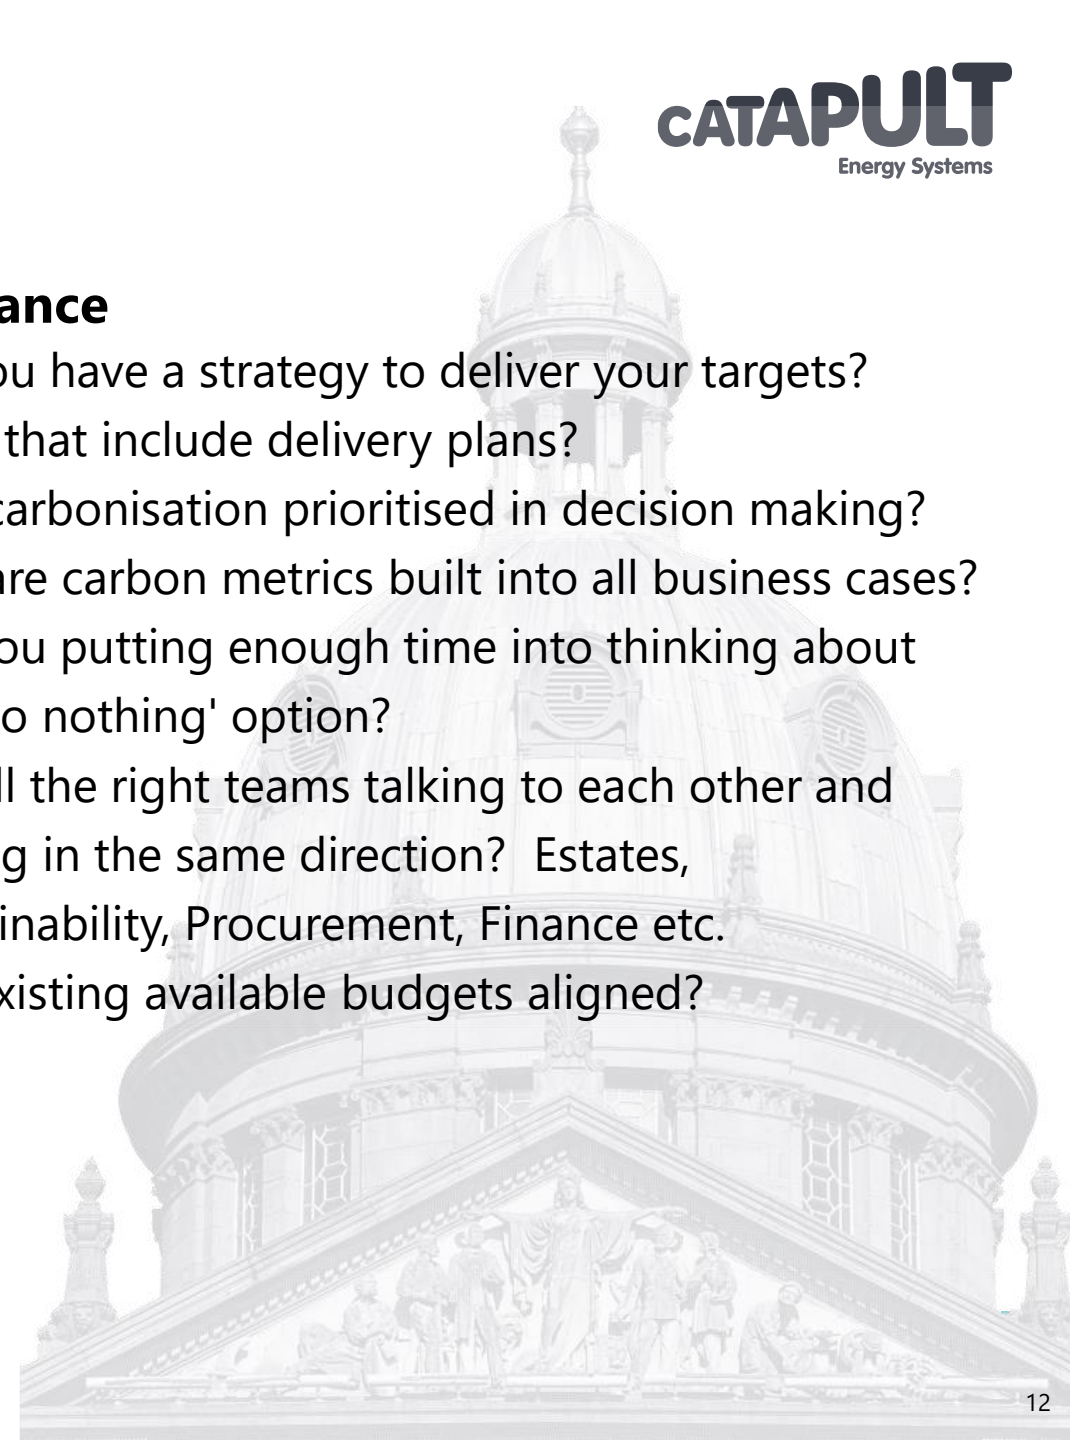 CATAPULT
Energy Systems
ance
ou have a strategy to deliver your targets?
that include delivery plans?
carbonisation prioritised in decision making?
are carbon metrics built into all business cases?
ou putting enough time into thinking about
o nothing' option?
ll the right teams talking to each other and
g in the same direction?  Estates,
inability, Procurement, Finance etc.
xisting available budgets aligned?
12